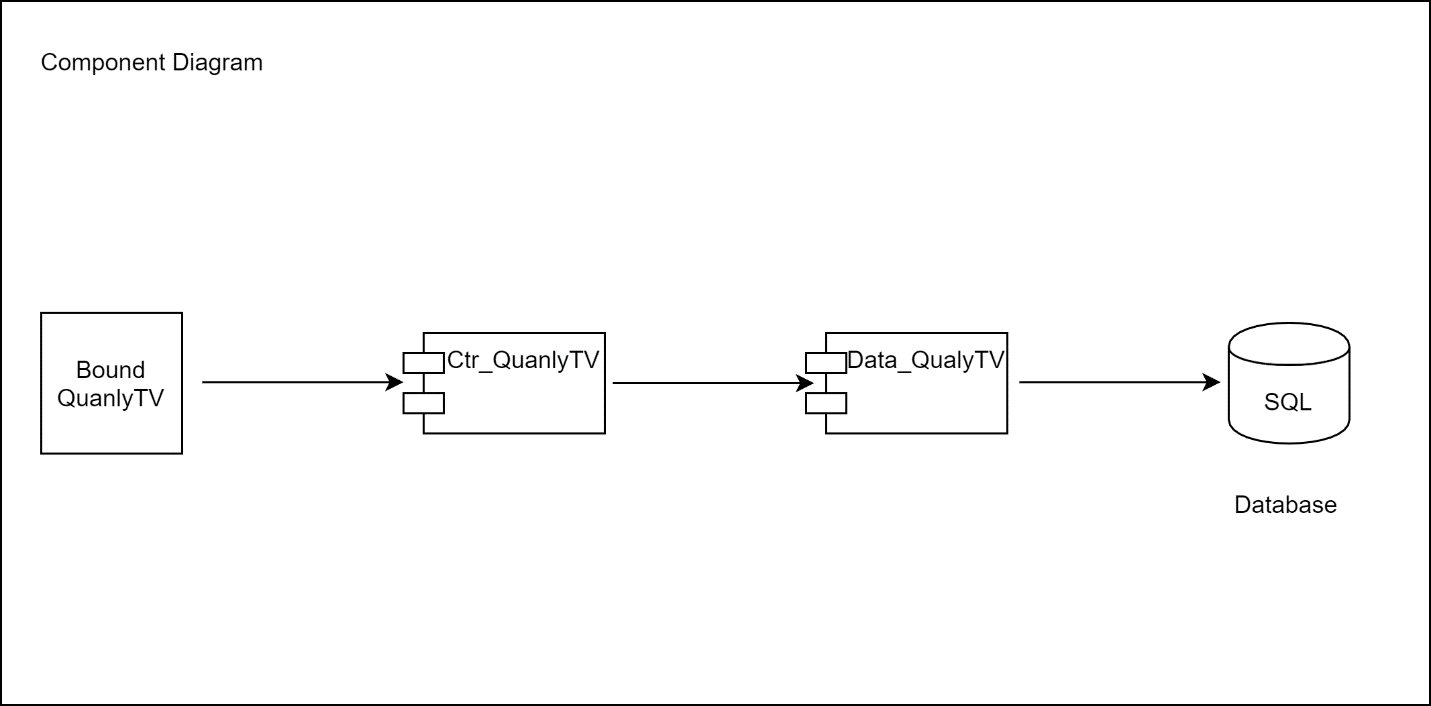 Component Diagram
Bound
QuanlyTV
Ctr_QuanlyTV
Data_QualyTV
SQL
Database